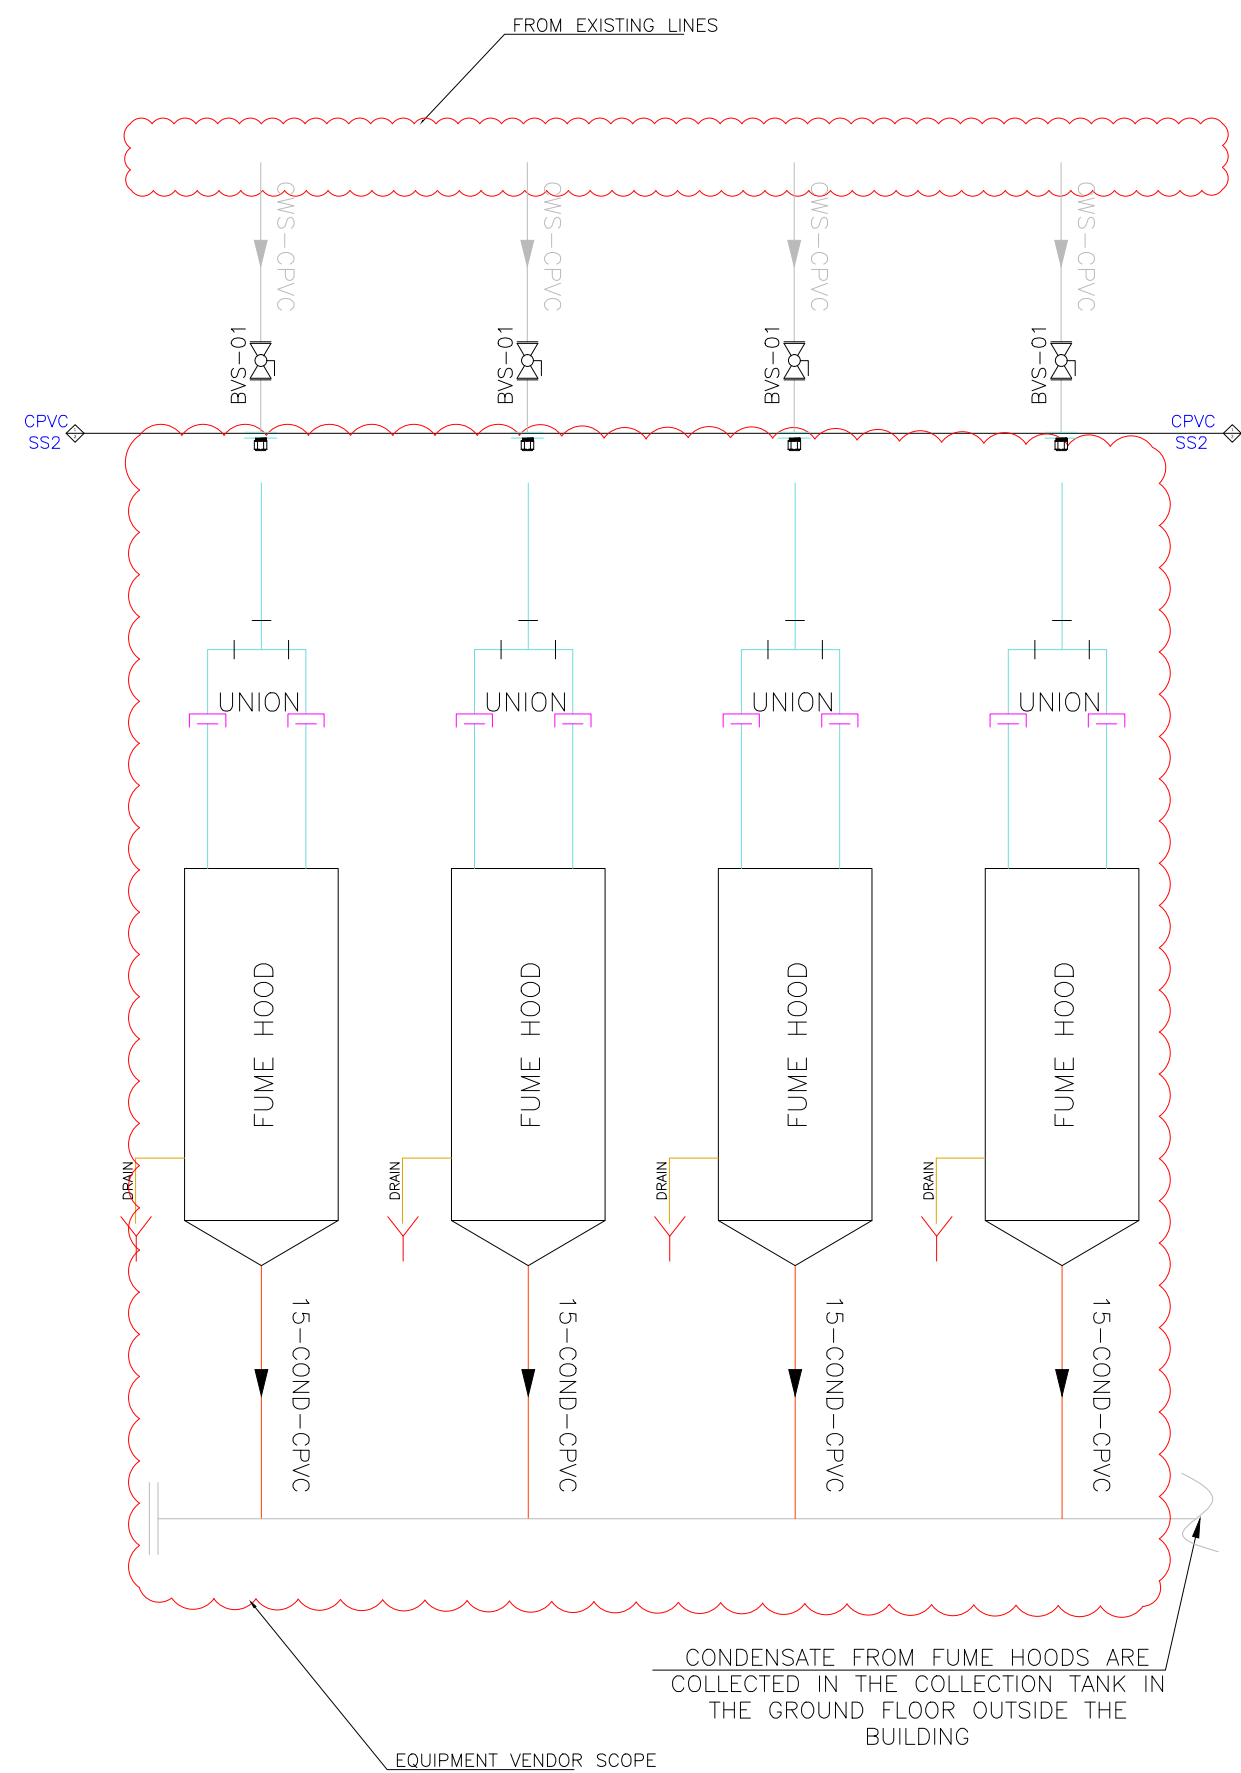 FROM EXISTING LINES
CWS-CPVC
CWS-CPVC
CWS-CPVC
CWS-CPVC
BVS-01
BVS-01
BVS-01
BVS-01
CPVC
SS2
CPVC
SS2
UNION
UNION
UNION
UNION
FUME HOOD
FUME HOOD
FUME HOOD
FUME HOOD
DRAIN
DRAIN
DRAIN
DRAIN
15-COND-CPVC
15-COND-CPVC
15-COND-CPVC
15-COND-CPVC
CONDENSATE FROM FUME HOODS ARE
COLLECTED IN THE COLLECTION TANK IN
THE GROUND FLOOR OUTSIDE THE
BUILDING
EQUIPMENT VENDOR SCOPE